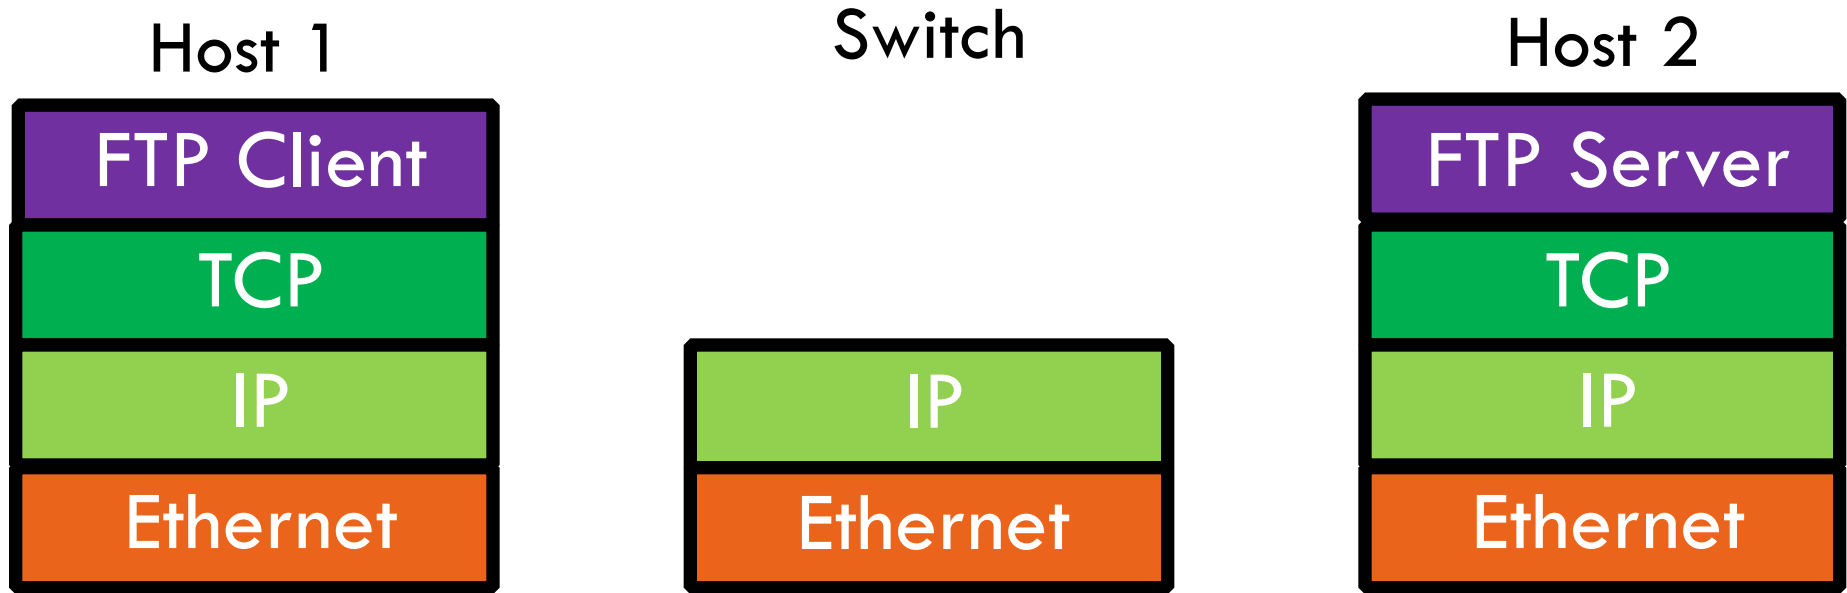 Host 1
Switch
Host 2
FTP Client
FTP Server
TCP
TCP
IP
IP
IP
Ethernet
Ethernet
Ethernet